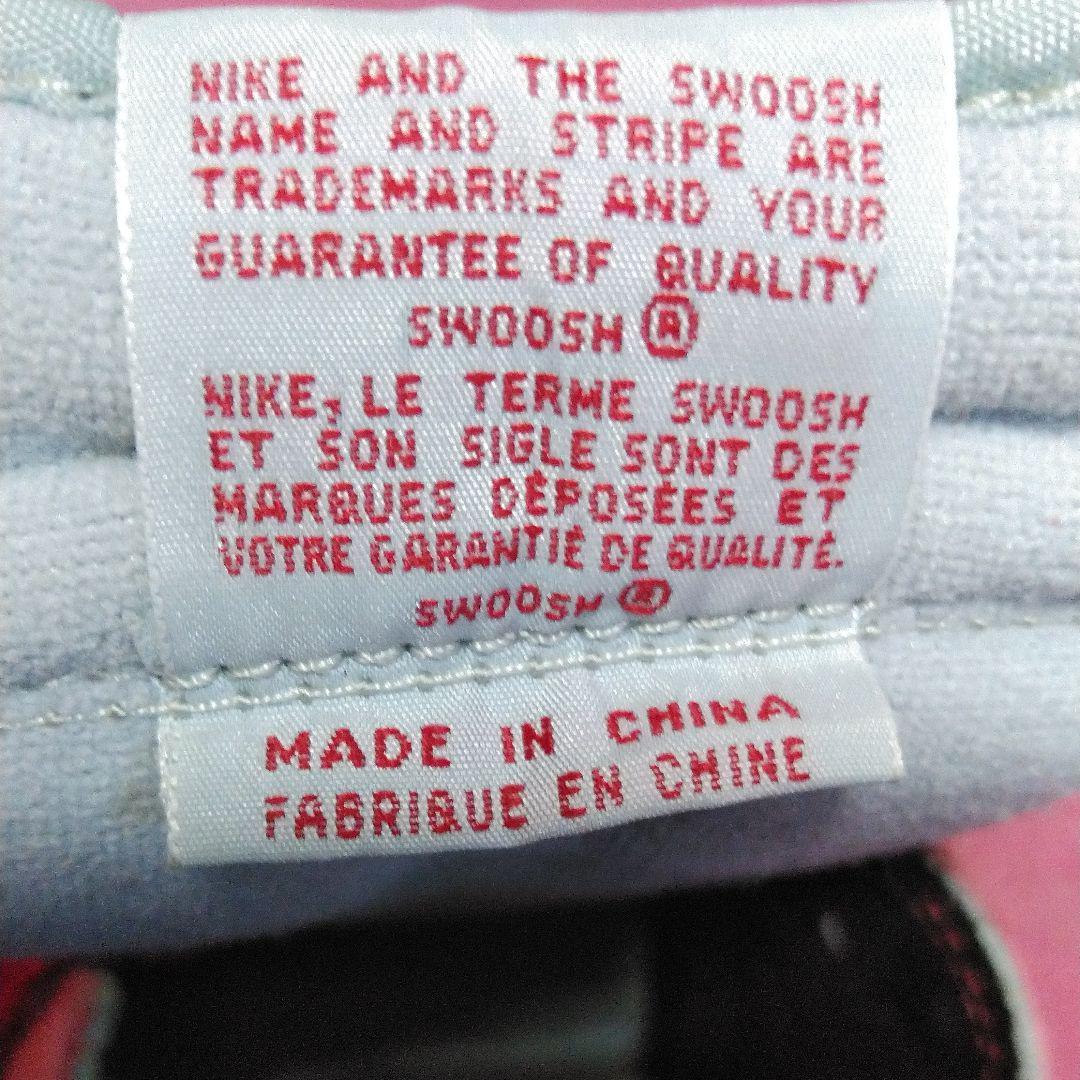 NIKE AND THE SWOOSH
NAME AND STRIPE ARE
TRADEMARKS AND YOUR
GUARANTEE OF QUALITY
SWOOSH ®
NIKE, LE TERME SWOOSH
ET SON SIGLE SONT DES
MARQUES DÉPOSÉES ET
VOTRE GARANTIE DE QUALITÉ.
SWOOSH ®
MADE IN CHINA
FABRIQUE EN CHINE